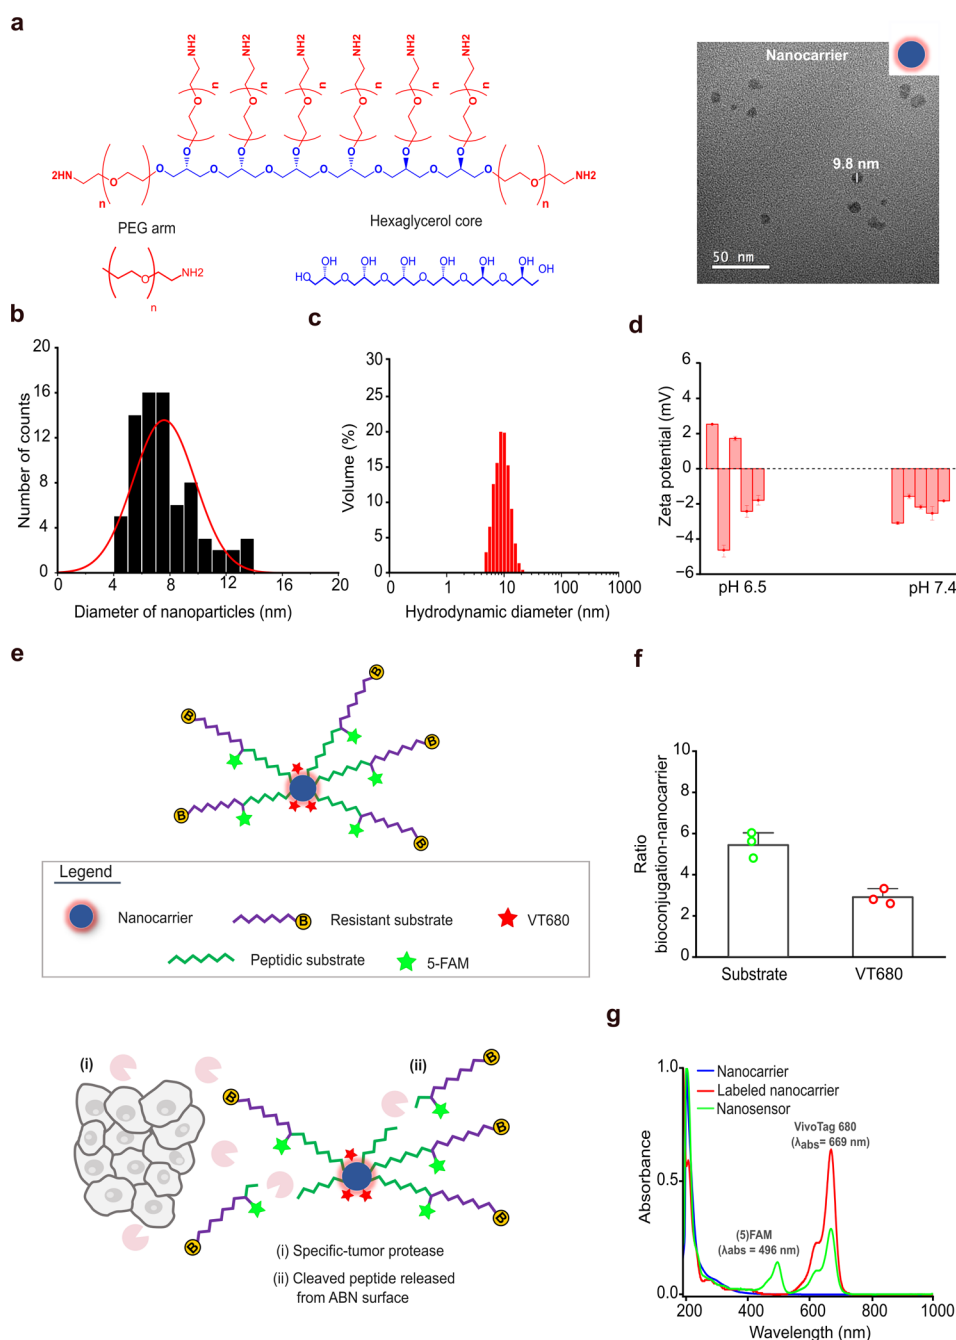 a
NH2 NH2 NH2 NH2 NH2 NH2
n n n n n n
O O O O O O
O O O O O O
2HN O O O O O O O O O O NH2
n n
PEG arm
Hexaglycerol core
O NH2
n
OH OH OH OH OH OH OH
HO O O O O O
Nanocarrier
9.8 nm
50 nm
b
Number of counts
20
16
12
8
4
0
0 4 8 12 16 20
Diameter of nanoparticles (nm)
c
Volume (%)
30
25
20
15
10
5
0
0 1 10 100 1000
Hydrodynamic diameter (nm)
d
Zeta potential (mV)
6
4
2
0
−2
−4
−6
pH 6.5 pH 7.4
e
B
B
B
B
B
Legend
Nanocarrier
B
Resistant substrate
VT680
Peptidic substrate
5-FAM
(i)
(ii)
B
B
B
B
B
(i) Specific-tumor protease
(ii) Cleaved peptide released
from ABN surface
f
Ratio
bioconjugation-nanocarrier
10
8
6
4
2
0
Substrate VT680
g
Absorbance
1.0
0.5
0.0
Nanocarrier
Labeled nanocarrier
Nanosensor
VivoTag 680
(λabs= 669 nm)
(5)FAM
(λabs = 496 nm)
200 400 600 800 1000
Wavelength (nm)